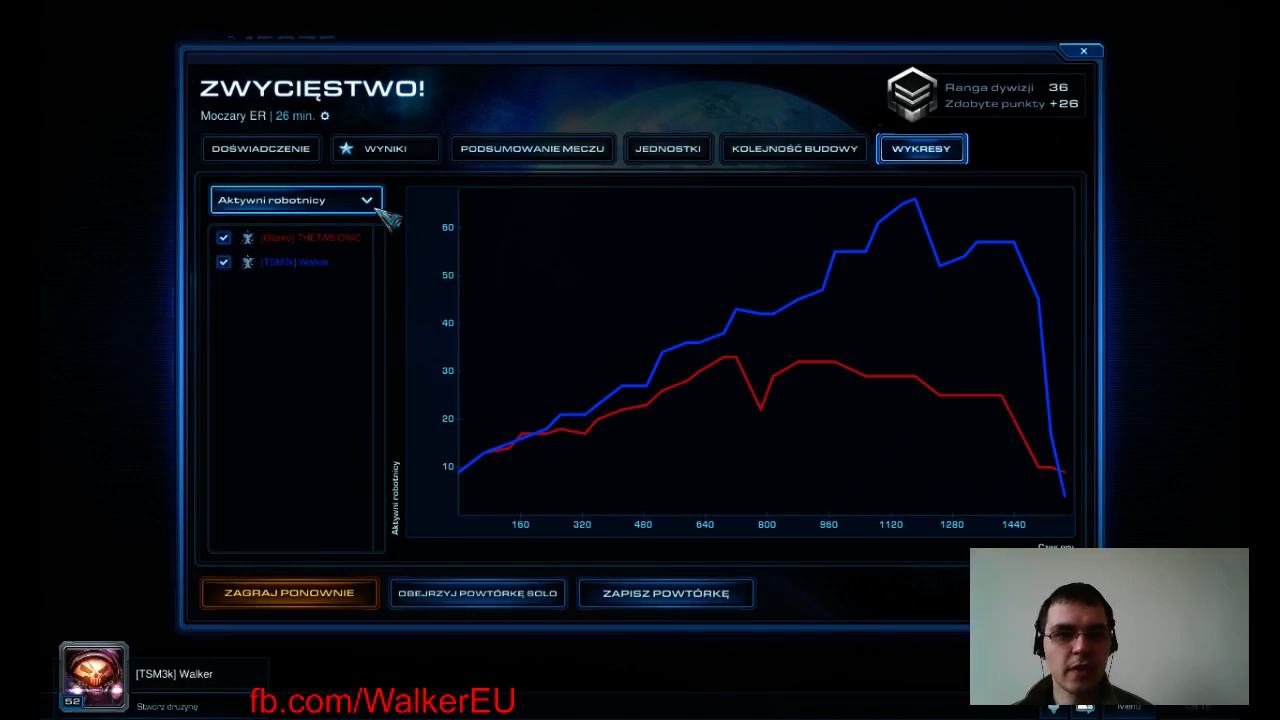 ZWYCIĘSTWO!
Moczary ER | 26 min.
Ranga dywizji 36
Zdobyte punkty +26
DOŚWIADCZENIE
WYNIKI
PODSUMOWANIE MECZU
JEDNOSTKI
KOLEJNOŚĆ BUDOWY
WYKRESY
Aktywni robotnicy
THETABIONIC
[TSM3k] Walker
60
50
40
30
20
10
Aktywni robotnicy
160
320
480
640
800
960
1120
1280
1440
ZAGRAJ PONOWNIE
OBEJRZYJ POWTÓRKĘ SOLO
ZAPISZ POWTÓRKĘ
[TSM3k] Walker
52
Stwórz drużynę
fb.com/WalkerEU
Menu